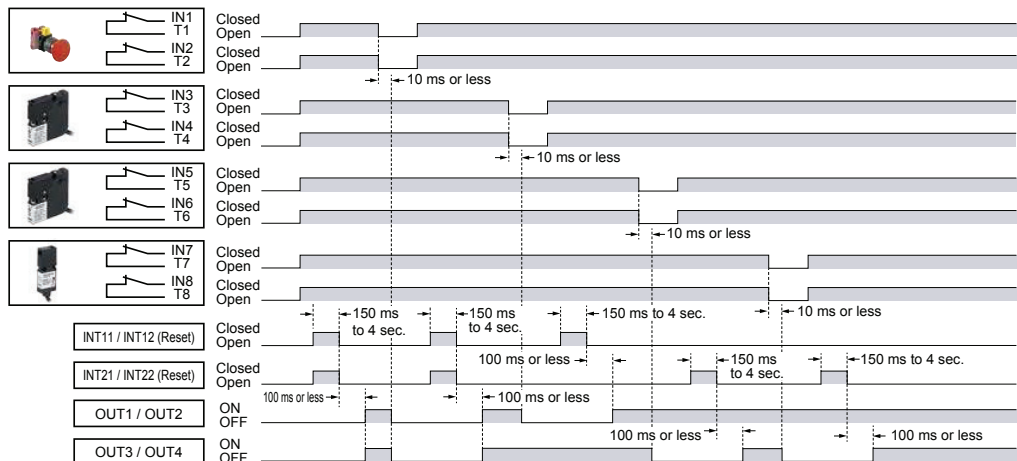 IN1
T1
Closed
Open
IN2
T2
Closed
Open
10 ms or less
IN3
T3
Closed
Open
IN4
T4
Closed
Open
10 ms or less
IN5
T5
Closed
Open
IN6
T6
Closed
Open
10 ms or less
IN7
T7
Closed
Open
IN8
T8
Closed
Open
10 ms or less
150 ms
to 4 sec.
150 ms
to 4 sec.
150 ms to 4 sec.
INT11 / INT12 (Reset)
Closed
Open
100 ms or less
150 ms
to 4 sec.
150 ms to 4 sec.
INT21 / INT22 (Reset)
Closed
Open
100 ms or less
100 ms or less
OUT1 / OUT2
ON
OFF
100 ms or less
100 ms or less
OUT3 / OUT4
ON
OFF